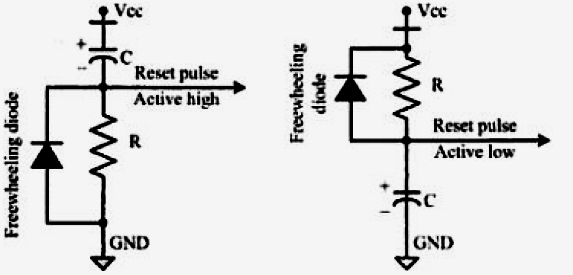 Vcc
+
–
C
Reset pulse
Active high
Freewheeling diode
R
GND
Vcc
Freewheeling
diode
R
Reset pulse
Active low
+
–
C
GND